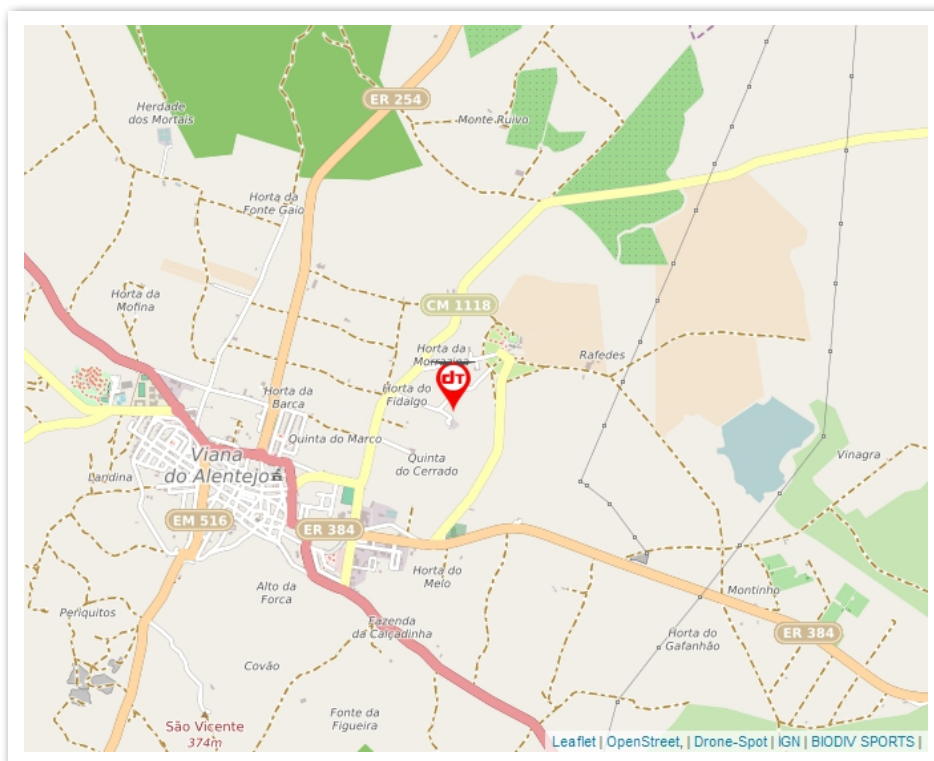 ER 254
Herdade
dos Mortais
Monte Ruivo
Horta da
Fonte Gaio
Horta da
Mofina
CM 1118
Horta da
Morrazina
Rafedes
dT
Horta do
Fidalgo
Horta da
Barca
Quinta do Marco
Viana
do Alentejo
Quinta
do Cerrado
Landina
Vinagra
EM 516
ER 384
Horta do
Melo
Alto da
Forca
Montinho
Periquitos
Fazenda
da Calçadinha
ER 384
Horta do
Gafanhão
Covão
São Vicente
374m
Fonte da
Figueira
Leaflet | OpenStreet, | Drone-Spot | IGN | BIODIV SPORTS |